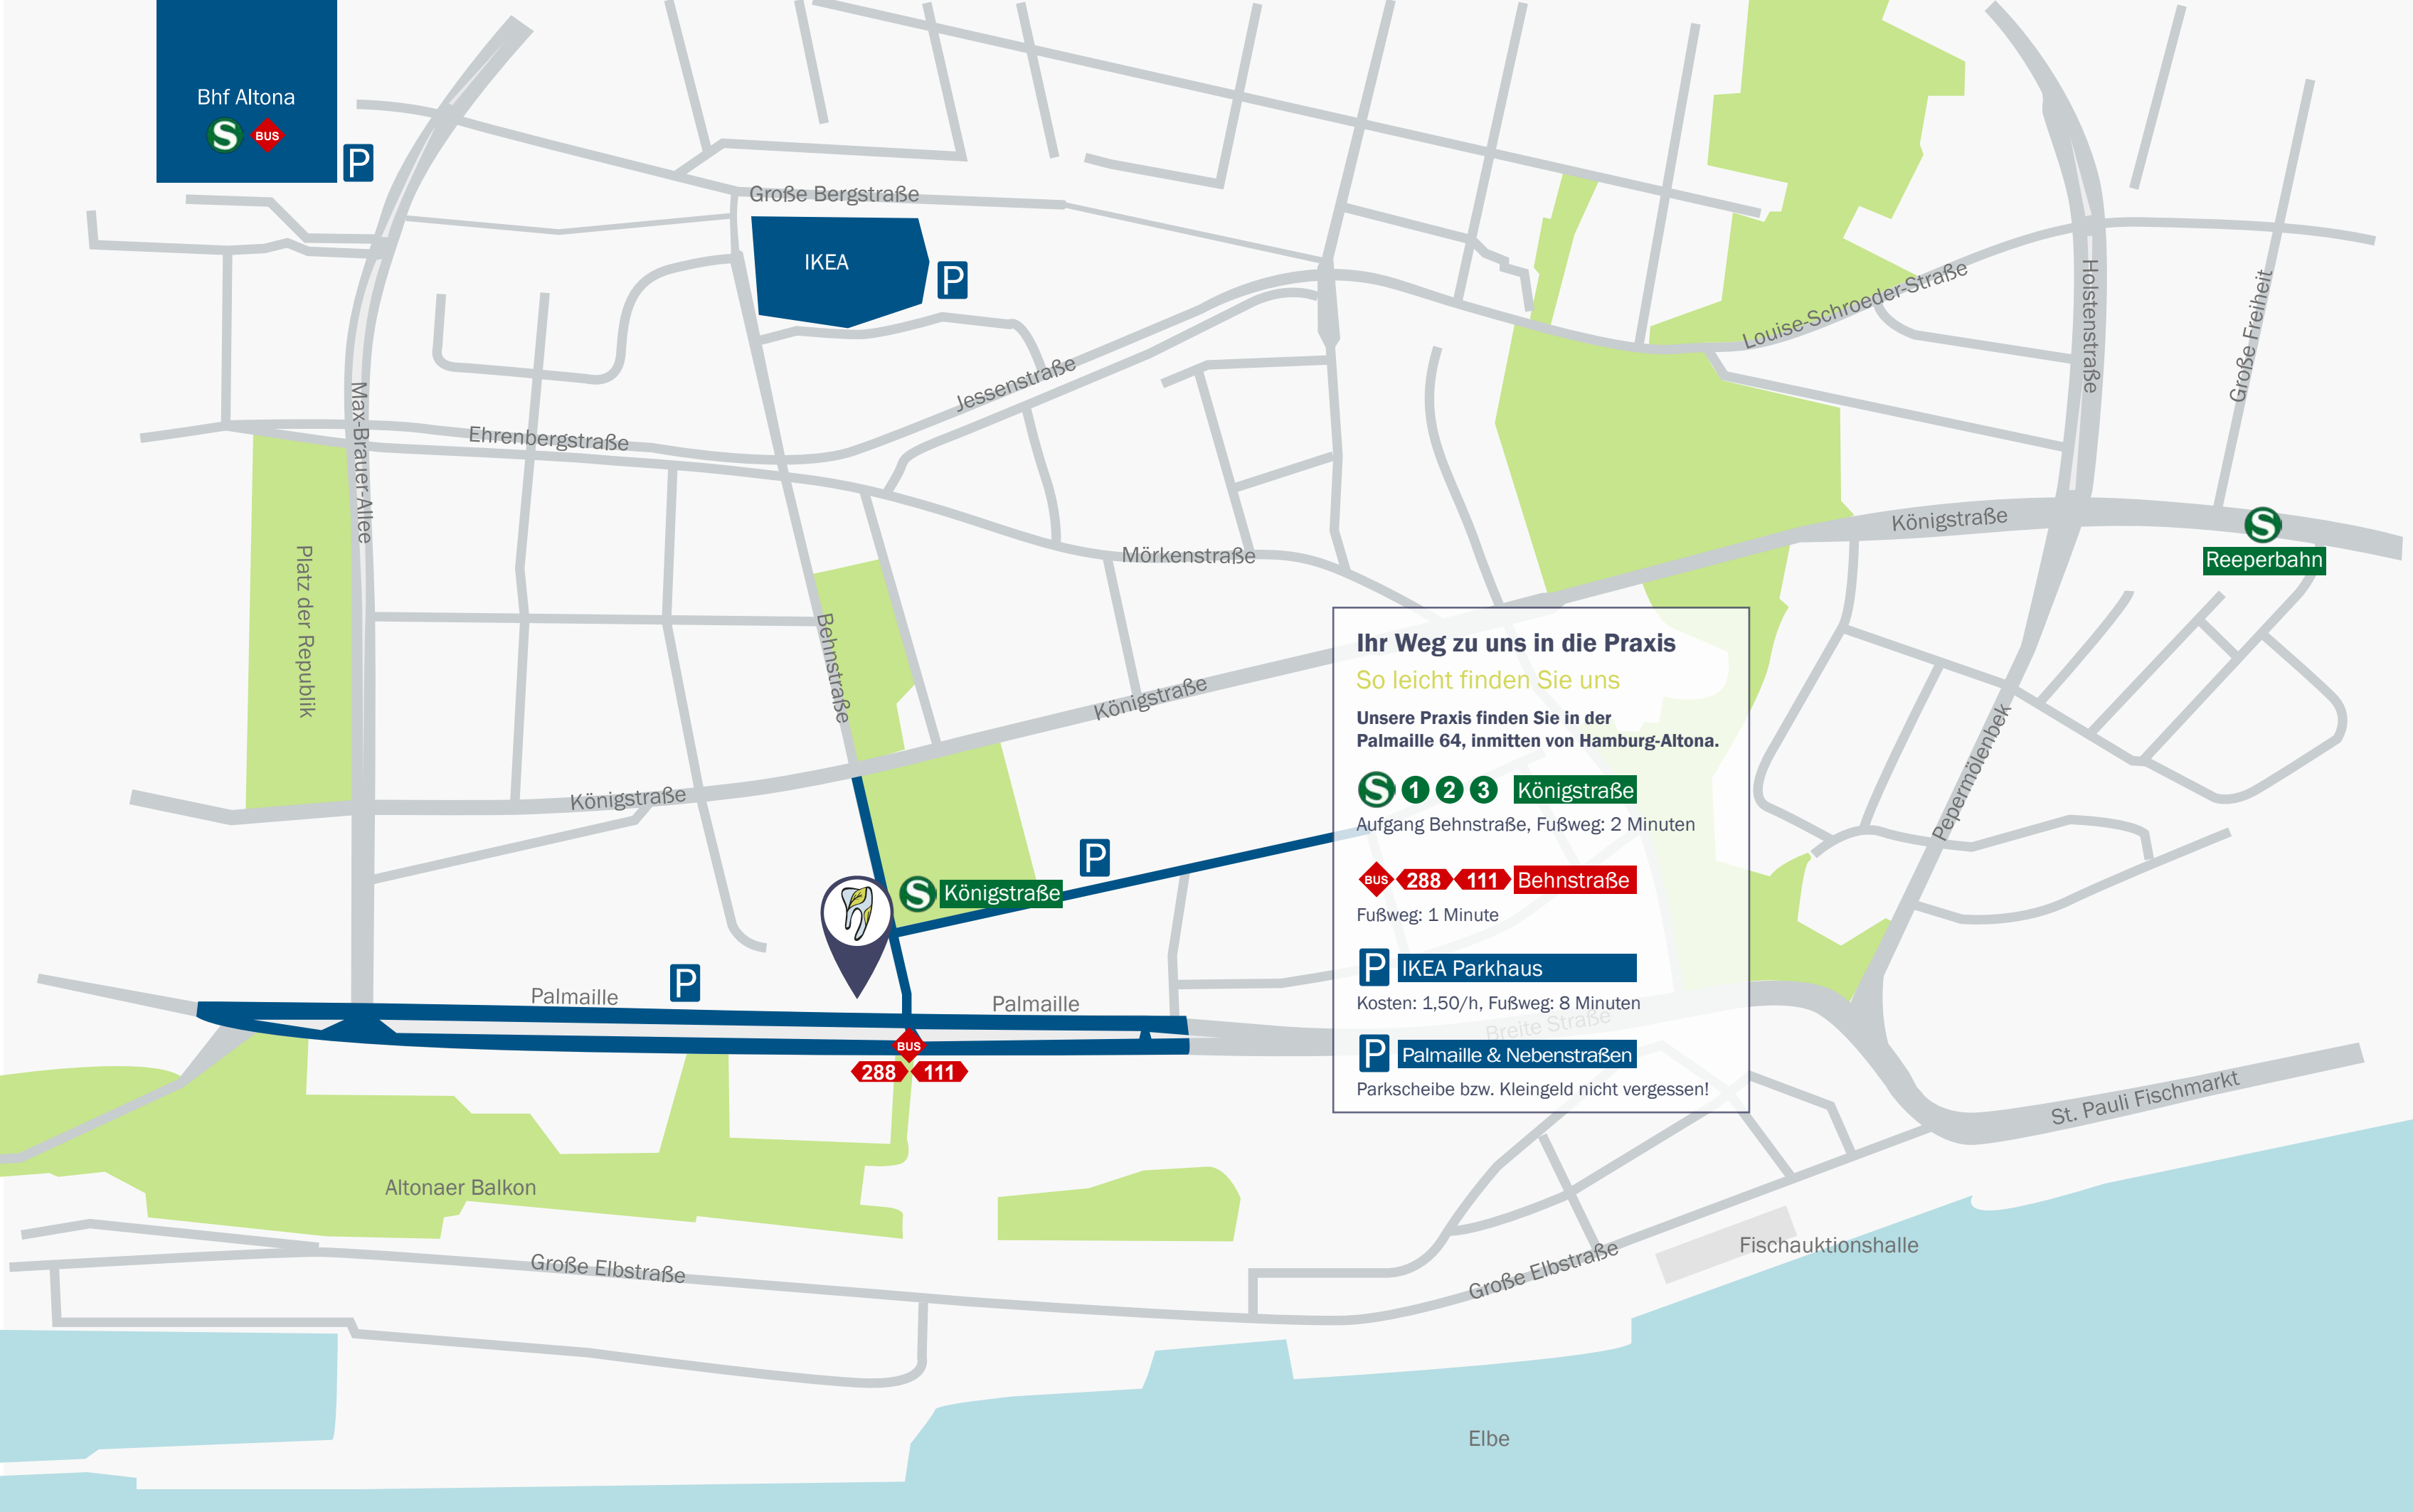 Bhf Altona
S BUS
P
Große Bergstraße
IKEA
P
Jessenstraße
Louise-Schroeder-Straße
Holstenstraße
Große Freiheit
Max-Brauer-Allee
Ehrenbergstraße
Platz der Republik
Mörkenstraße
Königstraße
S
Reeperbahn
Behnstraße
Königstraße
Königstraße
Pepermölenbek
P
S Königstraße
Palmaille
P
Palmaille
BUS
288 111
Ihr Weg zu uns in die Praxis
So leicht finden Sie uns
Unsere Praxis finden Sie in der
Palmaille 64, inmitten von Hamburg-Altona.
S 1 2 3 Königstraße
Aufgang Behnstraße, Fußweg: 2 Minuten
BUS 288 111 Behnstraße
Fußweg: 1 Minute
P IKEA Parkhaus
Kosten: 1,50/h, Fußweg: 8 Minuten
Breite Straße
P Palmaille & Nebenstraßen
Parkscheibe bzw. Kleingeld nicht vergessen!
St. Pauli Fischmarkt
Altonaer Balkon
Große Elbstraße
Große Elbstraße
Fischauktionshalle
Elbe